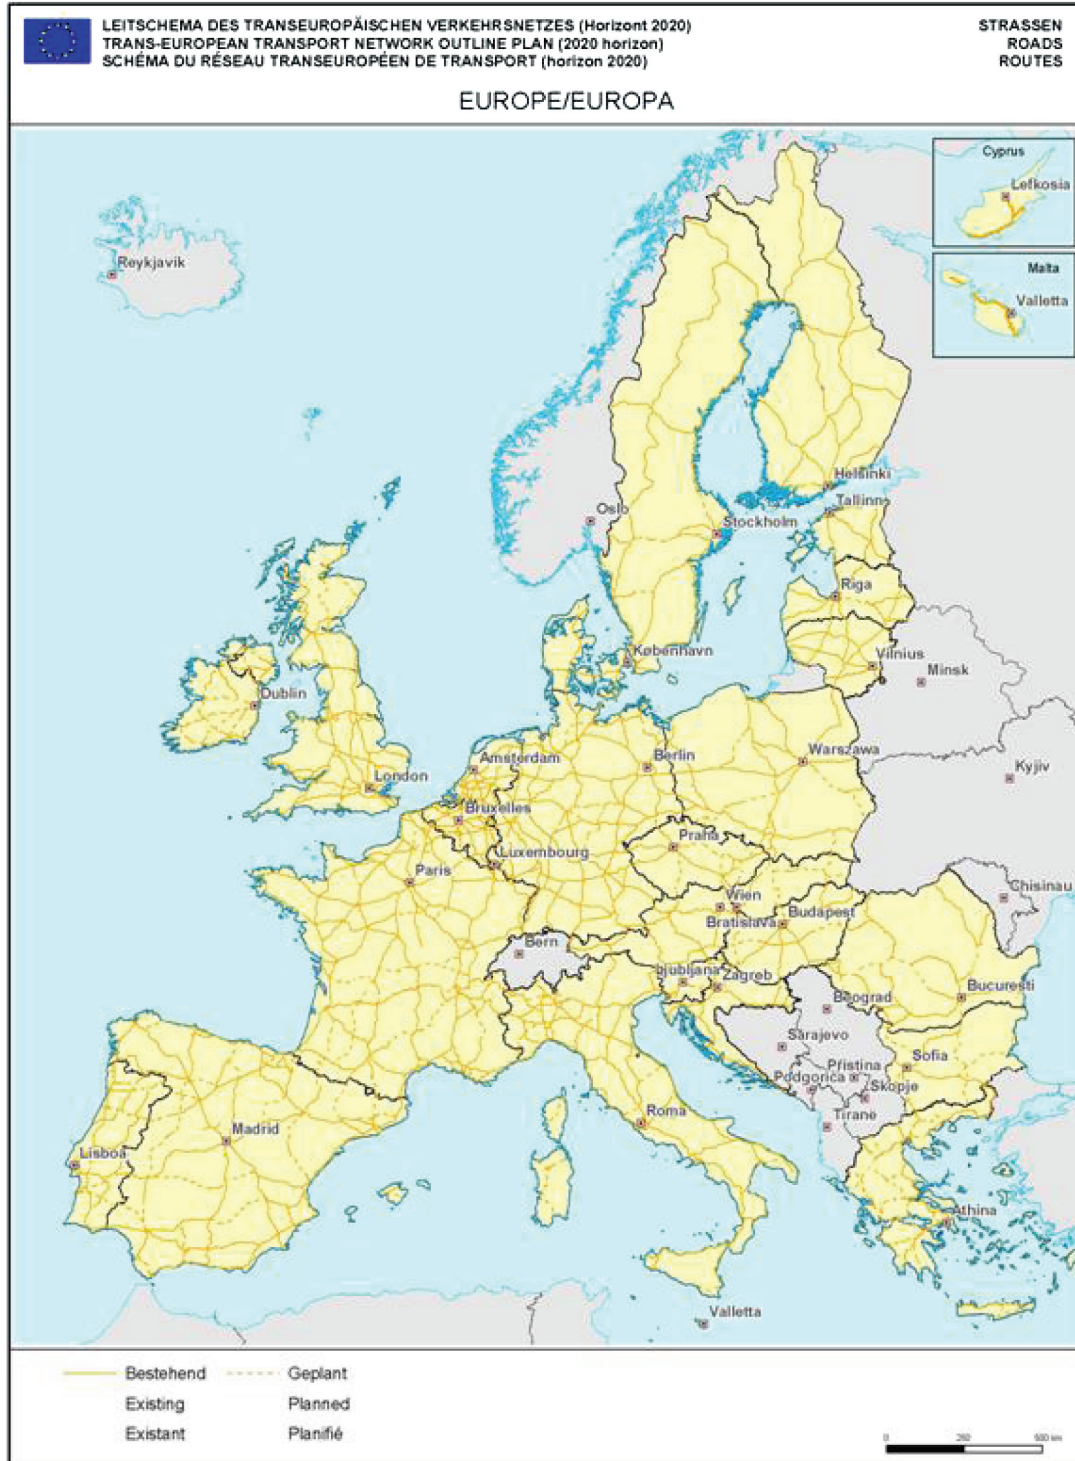 LEITSCHEMA DES TRANSEUROPÄISCHEN VERKEHRSNETZES (Horizont 2020)
TRANS-EUROPEAN TRANSPORT NETWORK OUTLINE PLAN (2020 horizon)
SCHÉMA DU RÉSEAU TRANSEUROPÉEN DE TRANSPORT (horizon 2020)
STRASSEN
ROADS
ROUTES
EUROPE/EUROPA
Cyprus
Lefkosia
Malta
Valletta
Reykjavik
Helsinki
Tallinn
Oslo
Stockholm
Riga
København
Vilnius
Minsk
Dublin
Amsterdam
Berlin
Warszawa
London
Kyjiv
Bruxelles
Praha
Luxembourg
Paris
Chisinau
Wien
Bratislava
Budapest
Bern
Ljubljana
Zagreb
Beograd
Bucuresti
Sarajevo
Sofia
Pristina
Podgorica
Skopje
Roma
Tirane
Madrid
Lisboa
Athina
Valletta
Bestehend
Geplant
Existing
Planned
Existant
Planifié
0 250 500 km